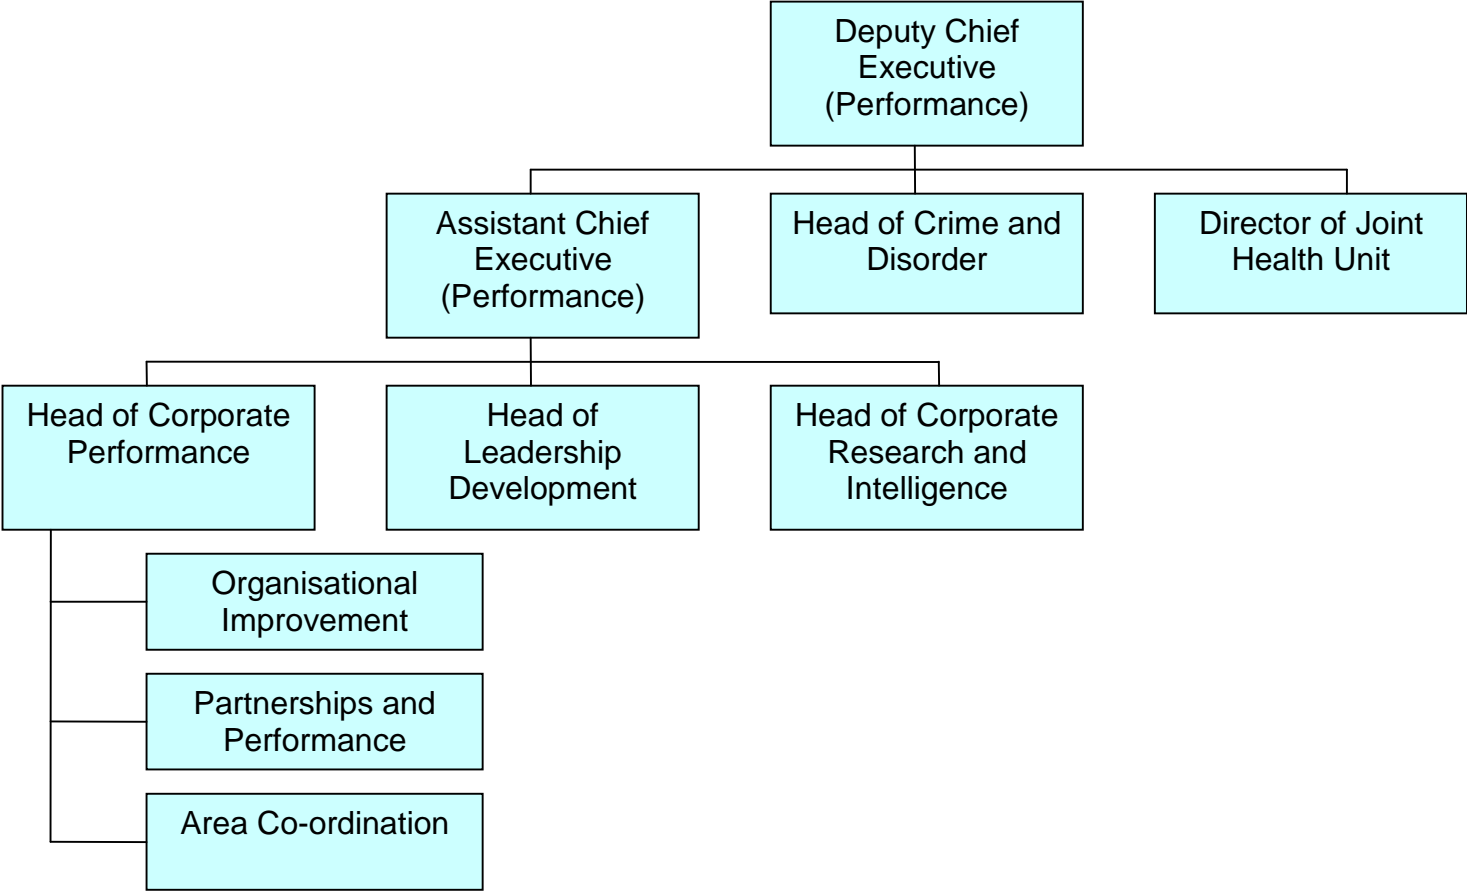 Deputy Chief
Executive
(Performance)
Assistant Chief
Executive
(Performance)
Head of Crime and
Disorder
Director of Joint
Health Unit
Head of Corporate
Performance
Head of
Leadership
Development
Head of Corporate
Research and
Intelligence
Organisational
Improvement
Partnerships and
Performance
Area Co-ordination